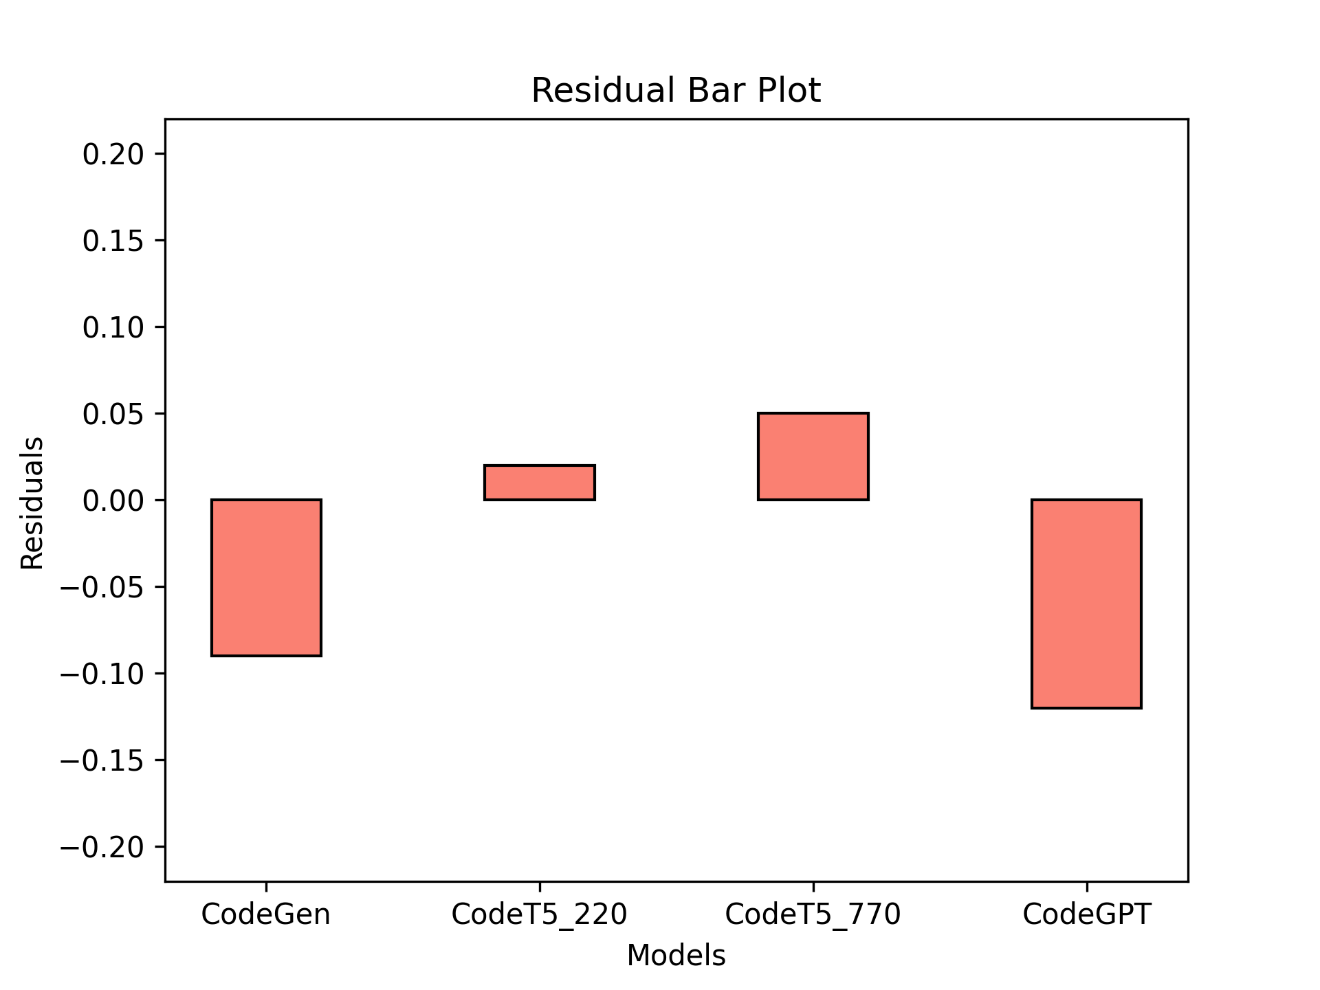 Residual Bar Plot
0.20
0.15
0.10
0.05
0.00
−0.05
−0.10
−0.15
−0.20
Residuals
CodeGen CodeT5_220 CodeT5_770 CodeGPT
Models